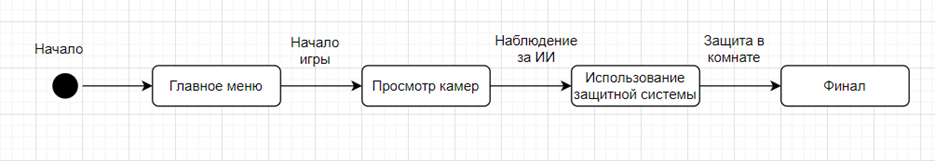 Начало
Главное меню
Начало
игры
Просмотр камер
Наблюдение
за ИИ
Использование
защитной системы
Защита в
комнате
Финал